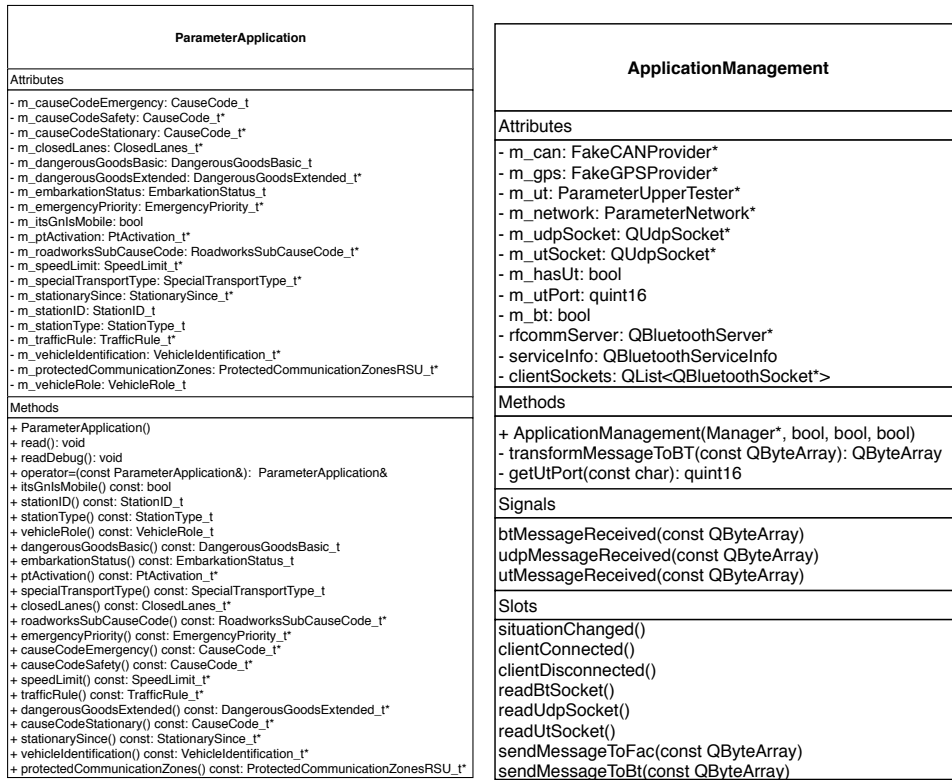 ParameterApplication
Attributes
- m_causeCodeEmergency: CauseCode_t
- m_causeCodeSafety: CauseCode_t*
- m_causeCodeStationary: CauseCode_t*
- m_closedLanes: ClosedLanes_t*
- m_dangerousGoodsBasic: DangerousGoodsBasic_t
- m_dangerousGoodsExtended: DangerousGoodsExtended_t*
- m_embarkationStatus: EmbarkationStatus_t
- m_emergencyPriority: EmergencyPriority_t*
- m_itsGnIsMobile: bool
- m_ptActivation: PtActivation_t*
- m_roadworksSubCauseCode: RoadworksSubCauseCode_t*
- m_speedLimit: SpeedLimit_t*
- m_specialTransportType: SpecialTransportType_t*
- m_stationarySince: StationarySince_t*
- m_stationID: StationID_t
- m_stationType: StationType_t
- m_trafficRule: TrafficRule_t*
- m_vehicleIdentification: VehicleIdentification_t*
- m_protectedCommunicationZones: ProtectedCommunicationZonesRSU_t*
- m_vehicleRole: VehicleRole_t
Methods
+ ParameterApplication()
+ read(): void
+ readDebug(): void
+ operator=(const ParameterApplication&): ParameterApplication&
+ itsGnIsMobile() const: bool
+ stationID() const: StationID_t
+ stationType() const: StationType_t
+ vehicleRole() const: VehicleRole_t
+ dangerousGoodsBasic() const: DangerousGoodsBasic_t
+ embarkationStatus() const: EmbarkationStatus_t
+ ptActivation() const: PtActivation_t*
+ specialTransportType() const: SpecialTransportType_t
+ closedLanes() const: ClosedLanes_t*
+ roadworksSubCauseCode() const: RoadworksSubCauseCode_t*
+ emergencyPriority() const: EmergencyPriority_t*
+ causeCodeEmergency() const: CauseCode_t*
+ causeCodeSafety() const: CauseCode_t*
+ speedLimit() const: SpeedLimit_t*
+ trafficRule() const: TrafficRule_t*
+ dangerousGoodsExtended() const: DangerousGoodsExtended_t*
+ causeCodeStationary() const: CauseCode_t*
+ stationarySince() const: StationarySince_t*
+ vehicleIdentification() const: VehicleIdentification_t*
+ protectedCommunicationZones() const: ProtectedCommunicationZonesRSU_t*
ApplicationManagement
Attributes
- m_can: FakeCANProvider*
- m_gps: FakeGPSProvider*
- m_ut: ParameterUpperTester*
- m_network: ParameterNetwork*
- m_udpSocket: QUdpSocket*
- m_utSocket: QUdpSocket*
- m_hasUt: bool
- m_utPort: quint16
- m_bt: bool
- rfcommServer: QBluetoothServer*
- serviceInfo: QBluetoothServiceInfo
- clientSockets: QList<QBluetoothSocket*>
Methods
+ ApplicationManagement(Manager*, bool, bool, bool)
- transformMessageToBT(const QByteArray): QByteArray
- getUtPort(const char): quint16
Signals
btMessageReceived(const QByteArray)
udpMessageReceived(const QByteArray)
utMessageReceived(const QByteArray)
Slots
situationChanged()
clientConnected()
clientDisconnected()
readBtSocket()
readUdpSocket()
readUtSocket()
sendMessageToFac(const QByteArray)
sendMessageToBt(const QByteArray)